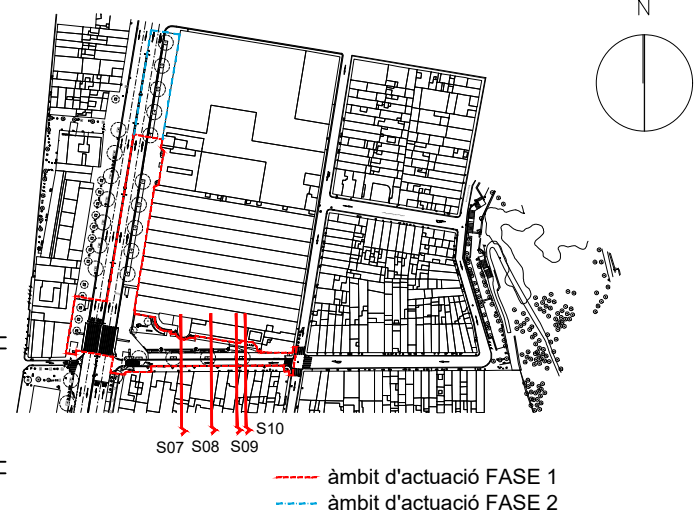 N
S10
S07 S08 S09
àmbit d'actuació FASE 1
àmbit d'actuació FASE 2